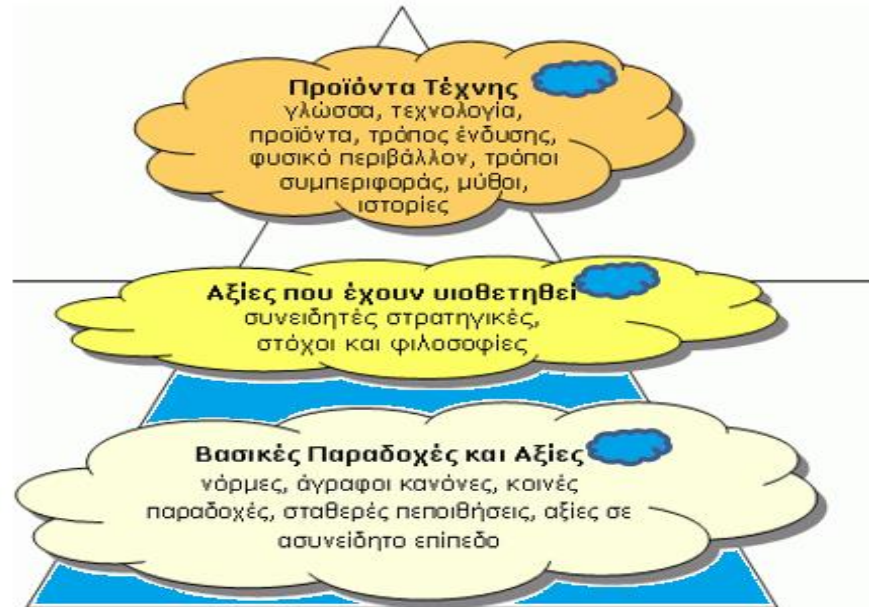 Προϊόντα Τέχνης
γλώσσα, τεχνολογία,
προϊόντα, τρόπος ένδυσης,
φυσικό περιβάλλον, τρόποι
συμπεριφοράς, μύθοι,
ιστορίες
Αξίες που έχουν υιοθετηθεί
συνειδητές στρατηγικές,
στόχοι και φιλοσοφίες
Βασικές Παραδοχές και Αξίες
νόρμες, άγραφοι κανόνες, κοινές
παραδοχές, σταθερές πεποιθήσεις, αξίες σε
ασυνείδητο επίπεδο